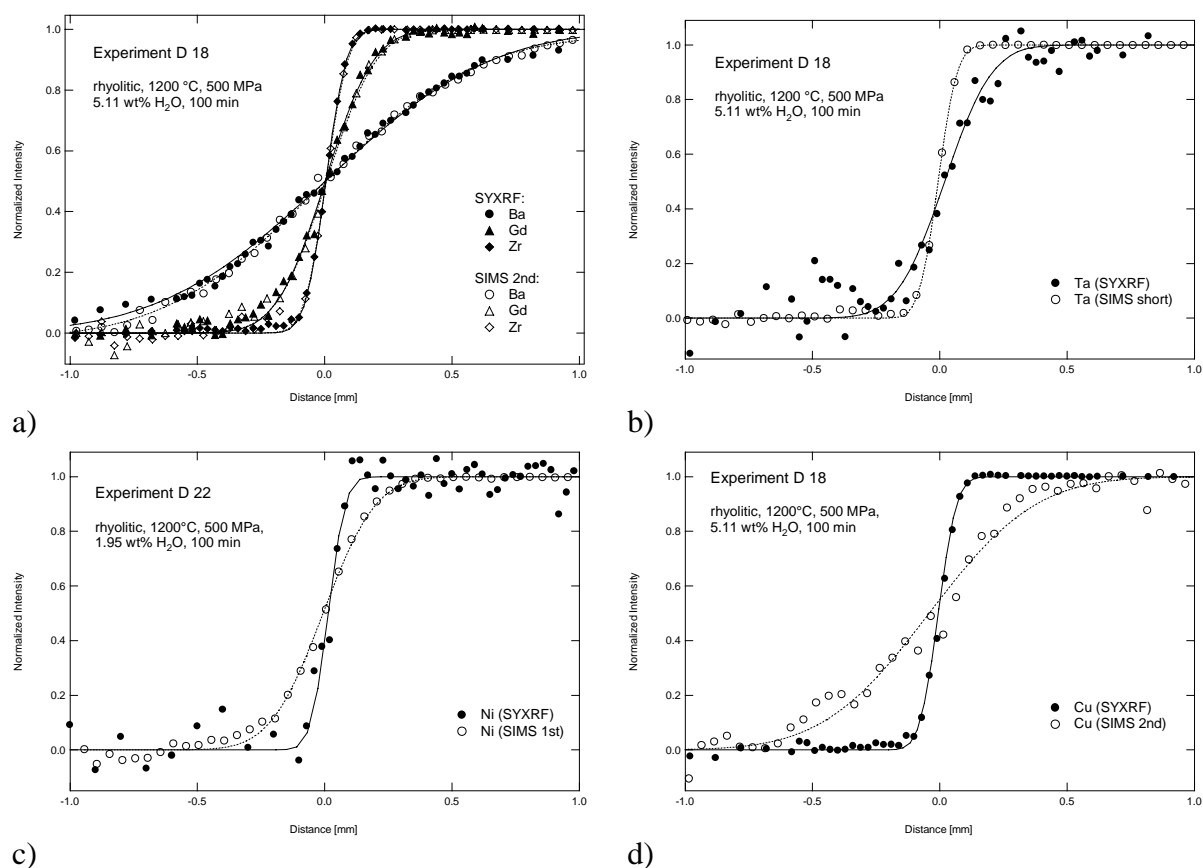 1.0
0.8
0.6
0.4
0.2
0.0
Normalized Intensity
Experiment D 18
rhyolitic, 1200 °C, 500 MPa
5.11 wt% H2O, 100 min
SYXRF:
Ba
Gd
Zr
SIMS 2nd:
Ba
Gd
Zr
-1.0 -0.5 0.0 0.5 1.0
Distance [mm]
a)
1.0
0.8
0.6
0.4
0.2
0.0
Normalized Intensity
Experiment D 18
rhyolitic, 1200 °C, 500 MPa
5.11 wt% H2O, 100 min
Ta (SYXRF)
Ta (SIMS short)
-1.0 -0.5 0.0 0.5 1.0
Distance [mm]
b)
1.0
0.8
0.6
0.4
0.2
0.0
Normalized Intensity
Experiment D 22
rhyolitic, 1200°C, 500 MPa,
1.95 wt% H2O, 100 min
Ni (SYXRF)
Ni (SIMS 1st)
-1.0 -0.5 0.0 0.5 1.0
Distance [mm]
c)
1.0
0.8
0.6
0.4
0.2
0.0
Normalized Intensity
Experiment D 18
rhyolitic, 1200°C, 500 MPa,
5.11 wt% H2O, 100 min
Cu (SYXRF)
Cu (SIMS 2nd)
-1.0 -0.5 0.0 0.5 1.0
Distance [mm]
d)